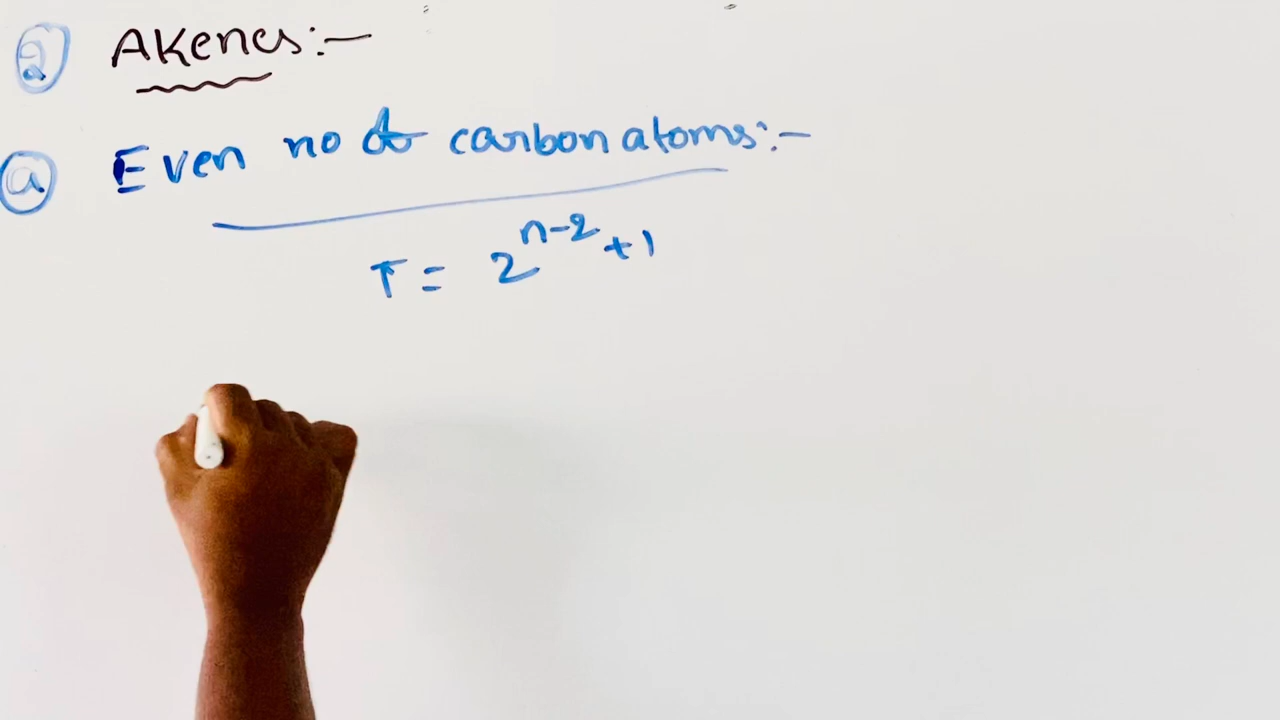 ② AKenes:-
ⓐ Even no of carbon atoms:-
T = 2^{n-2} + 1